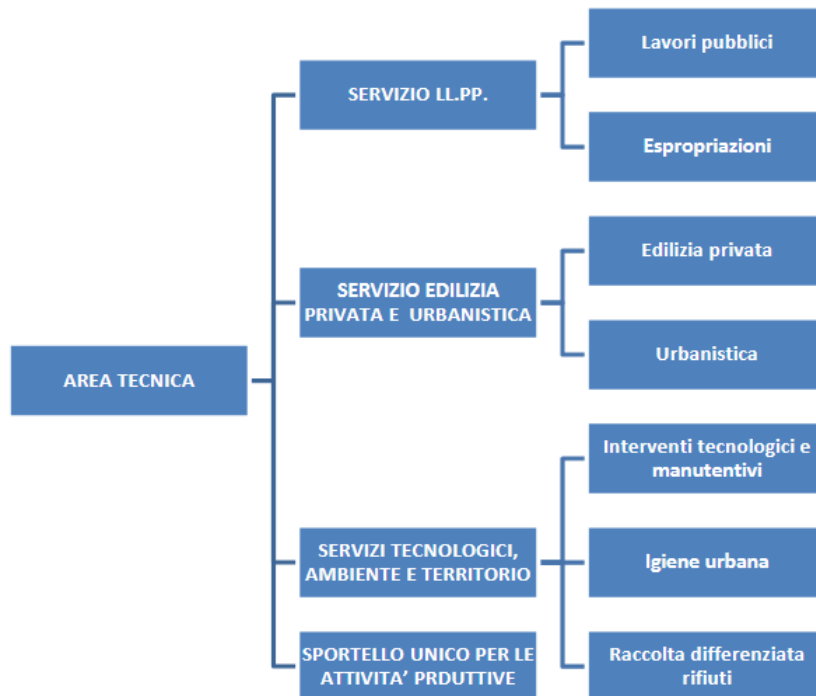 AREA TECNICA
SERVIZIO LL.PP.
Lavori pubblici
Espropriazioni
SERVIZIO EDILIZIA
PRIVATA E URBANISTICA
Edilizia privata
Urbanistica
SERVIZI TECNOLOGICI,
AMBIENTE E TERRITORIO
Interventi tecnologici e
manutentivi
Igiene urbana
Raccolta differenziata
rifiuti
SPORTELLO UNICO PER LE
ATTIVITA’ PRDUTTIVE